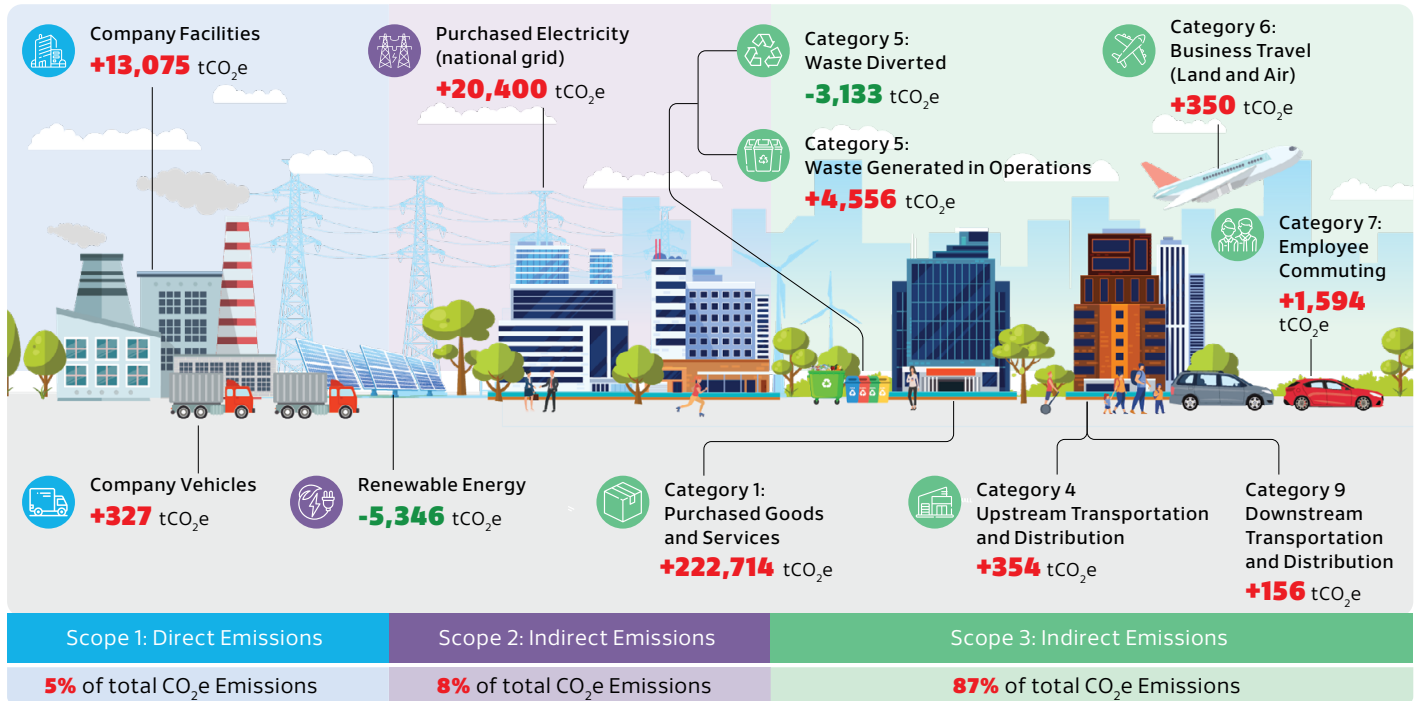 Company Facilities
+13,075 tCO₂e
Purchased Electricity
(national grid)
+20,400 tCO₂e
Category 5:
Waste Diverted
-3,133 tCO₂e
Category 5:
Waste Generated in Operations
+4,556 tCO₂e
Category 6:
Business Travel
(Land and Air)
+350 tCO₂e
Category 7:
Employee
Commuting
+1,594
tCO₂e
Company Vehicles
+327 tCO₂e
Renewable Energy
-5,346 tCO₂e
Category 1:
Purchased Goods
and Services
+222,714 tCO₂e
Category 4
Upstream Transportation
and Distribution
+354 tCO₂e
Category 9
Downstream
Transportation
and Distribution
+156 tCO₂e
Scope 1: Direct Emissions
Scope 2: Indirect Emissions
Scope 3: Indirect Emissions
5% of total CO₂e Emissions
8% of total CO₂e Emissions
87% of total CO₂e Emissions